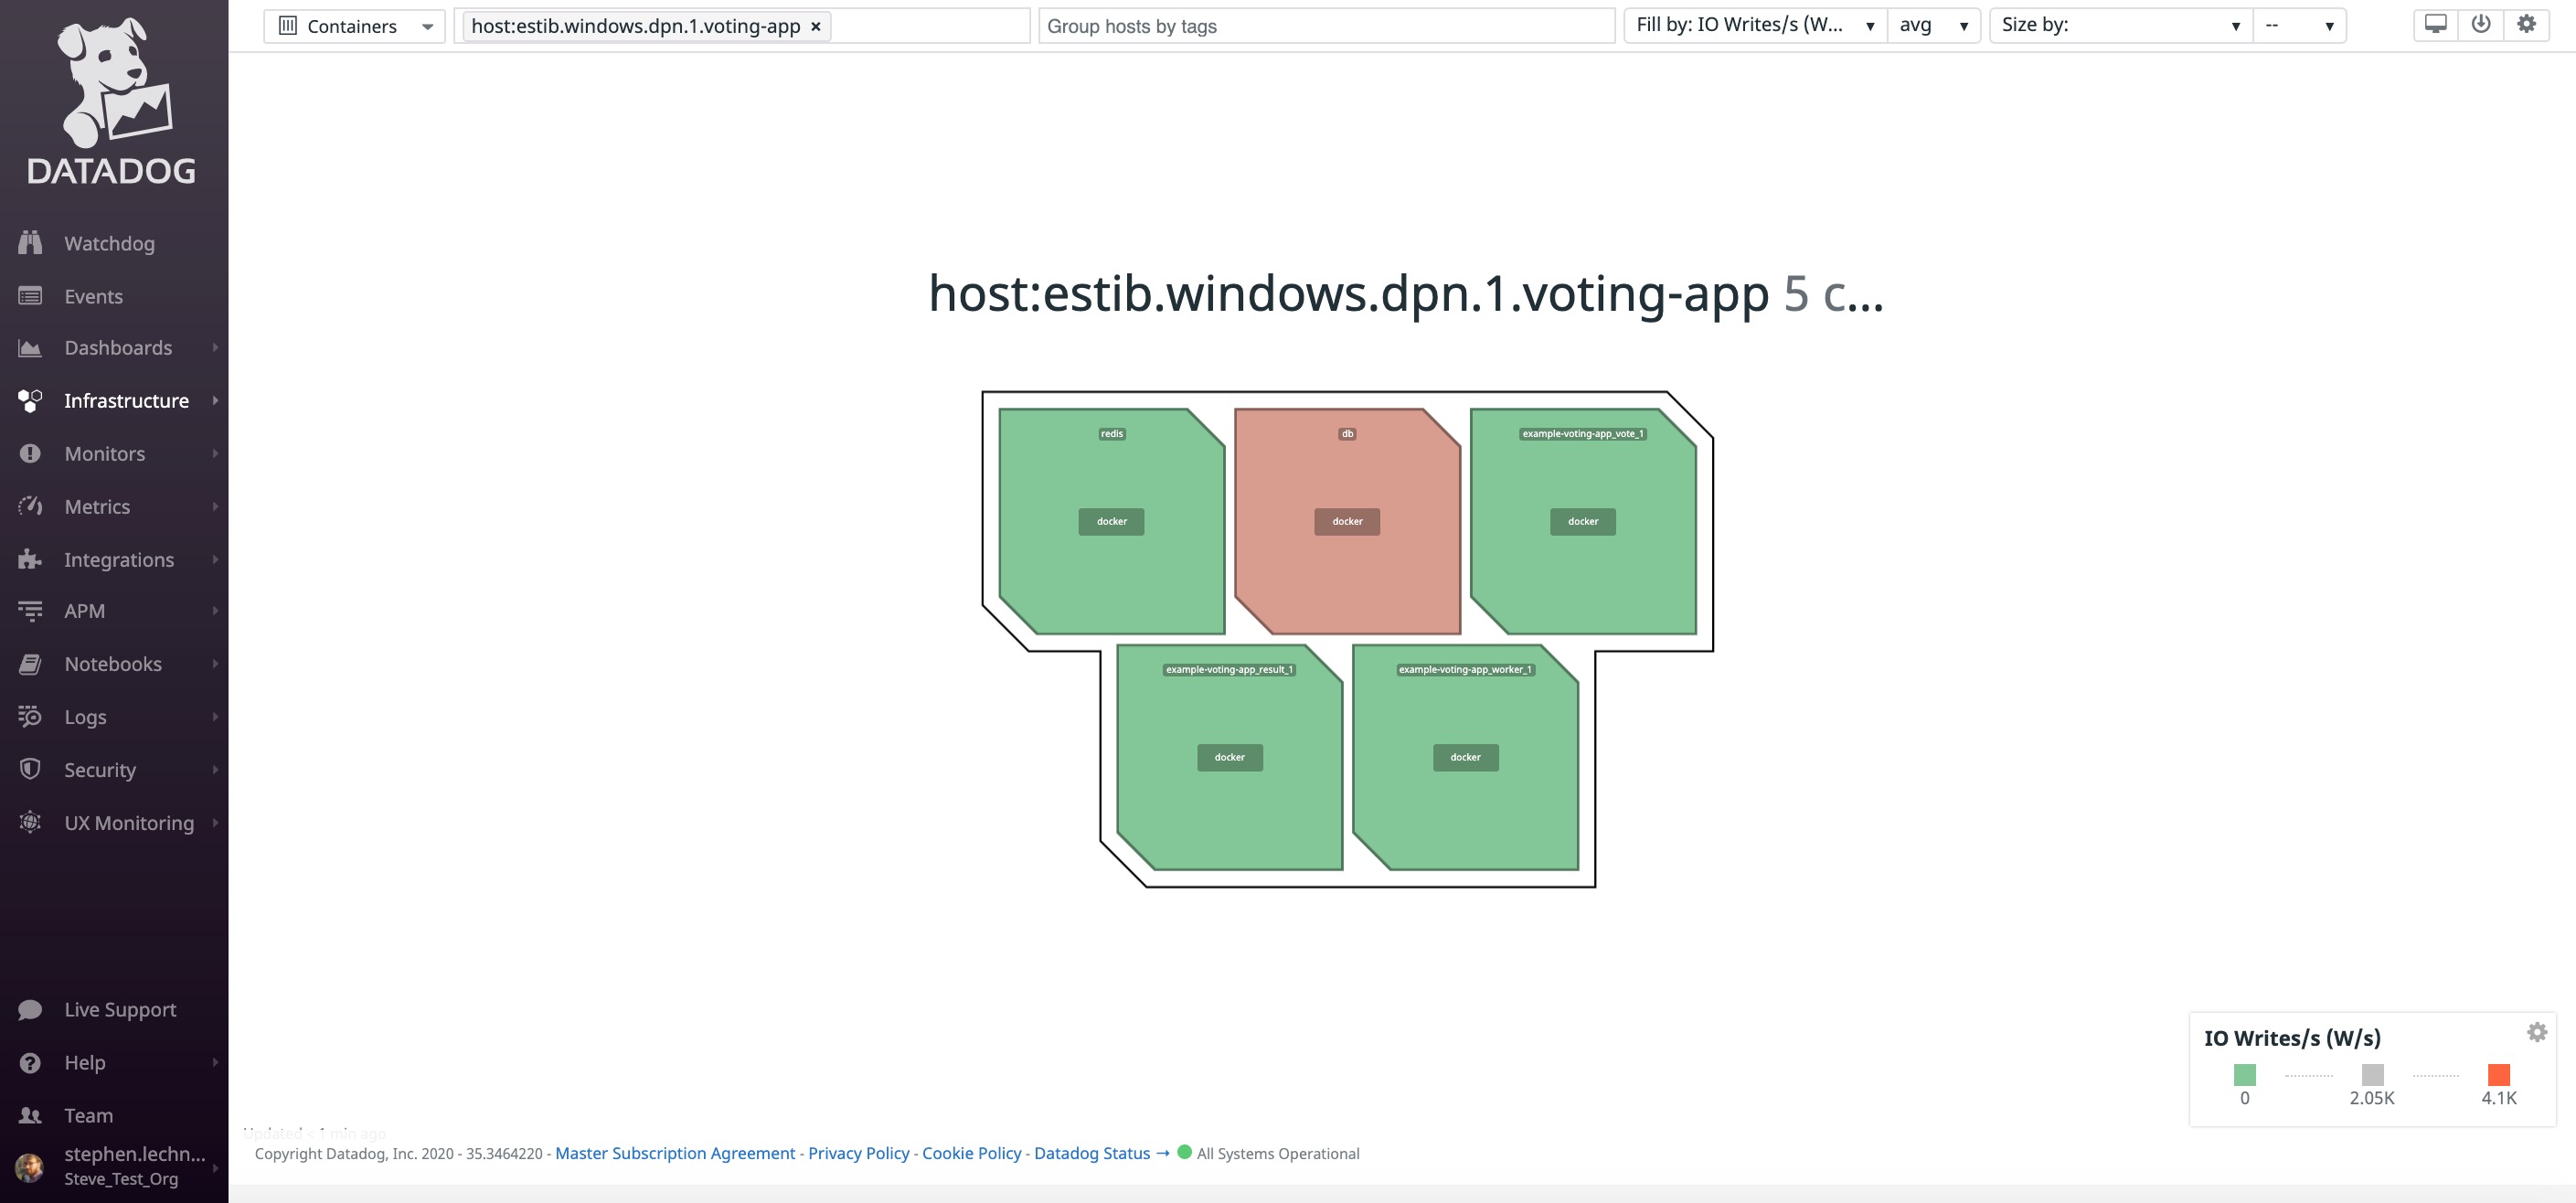 Containers
host:estib.windows.dpn.1.voting-app ×
Group hosts by tags
Fill by: IO Writes/s (W...
avg
Size by:
--
DATADOG
Watchdog
Events
Dashboards
Infrastructure
Monitors
Metrics
Integrations
APM
Notebooks
Logs
Security
UX Monitoring
Live Support
Help
Team
stephen.lechn...
Steve_Test_Org
host:estib.windows.dpn.1.voting-app 5 c...
redis
docker
db
docker
example-voting-app_vote_1
docker
example-voting-app_result_1
docker
example-voting-app_worker_1
docker
IO Writes/s (W/s)
0 2.05K 4.1K
Updated < 1 min ago
Copyright Datadog, Inc. 2020 - 35.3464220 - Master Subscription Agreement - Privacy Policy - Cookie Policy - Datadog Status → All Systems Operational